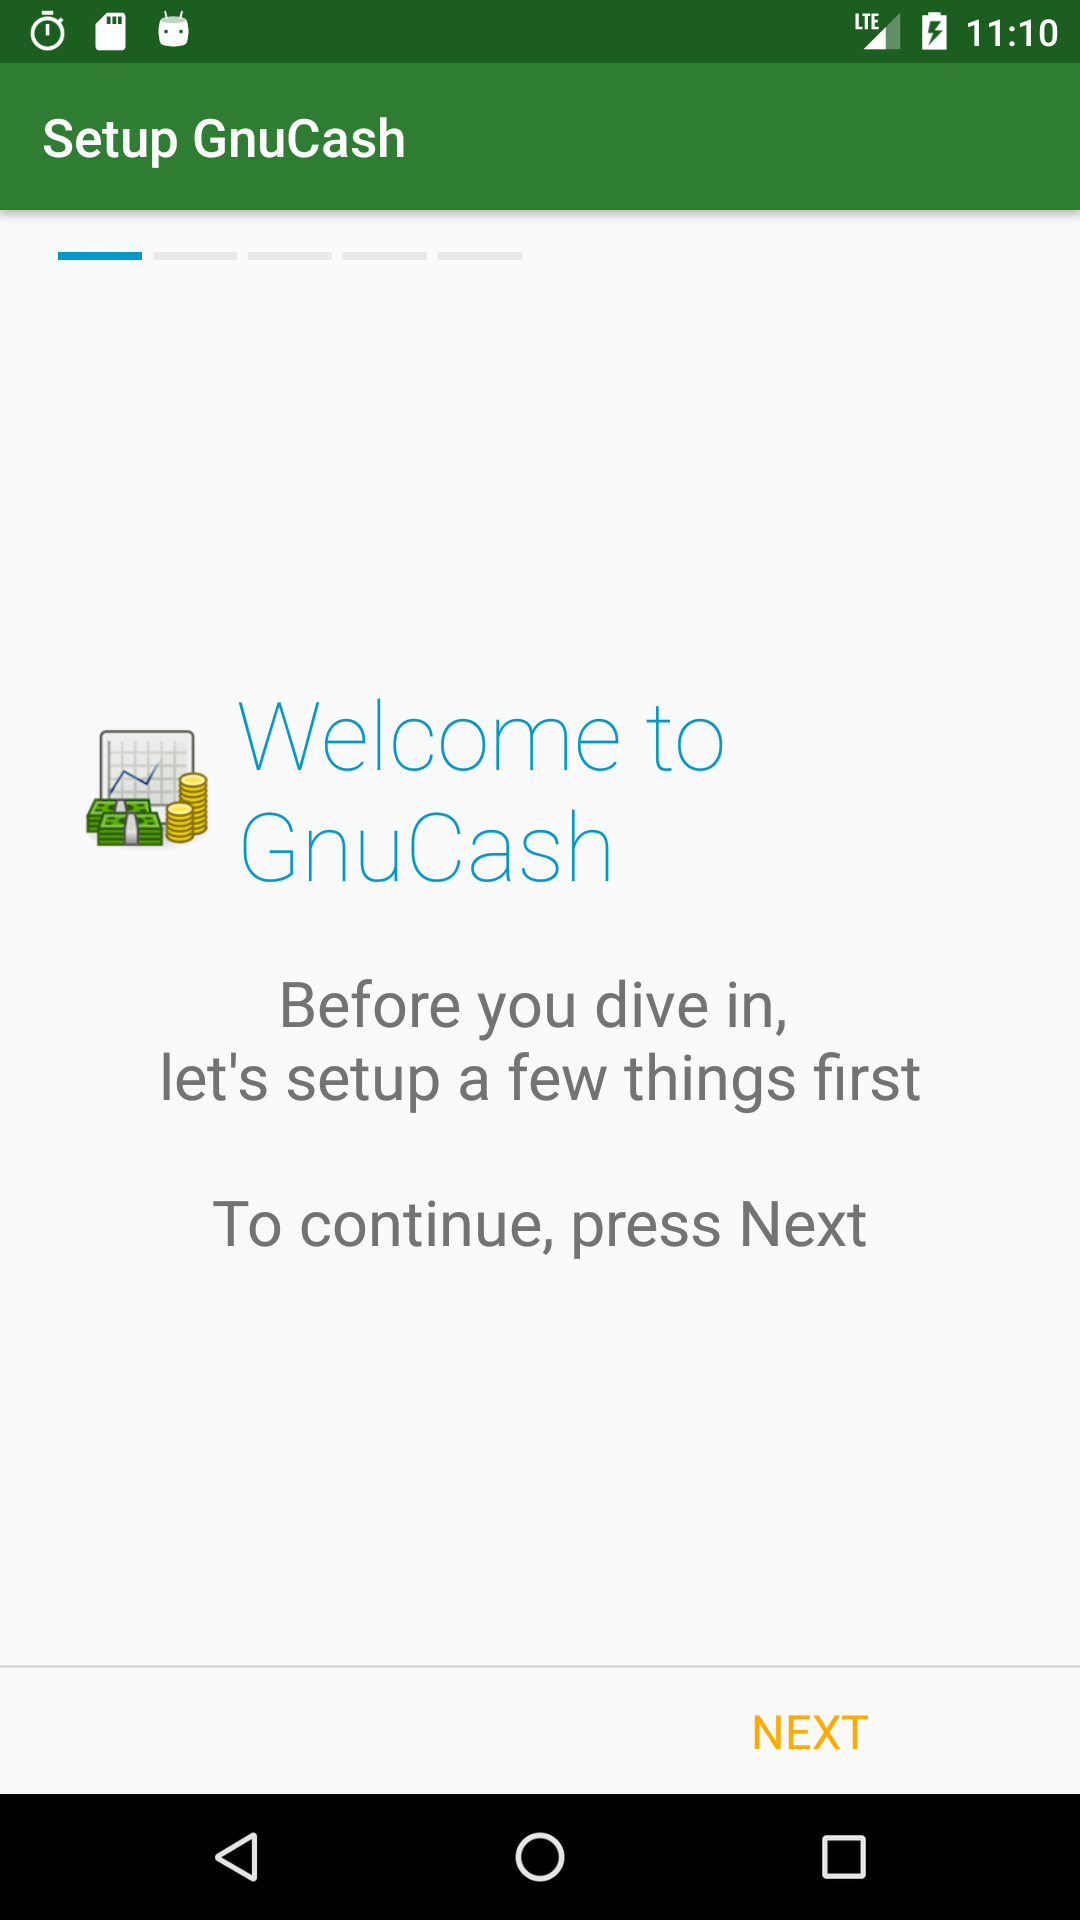 LTE 11:10
Setup GnuCash
Welcome to
GnuCash
Before you dive in,
let's setup a few things first
To continue, press Next
NEXT